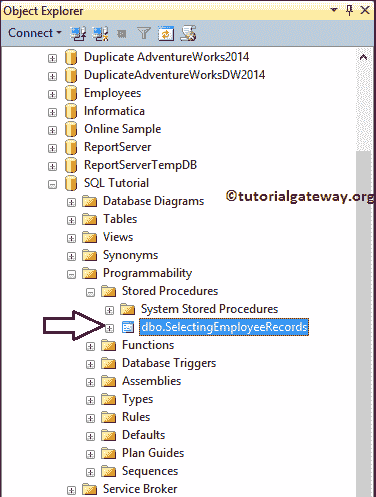 Object Explorer
Connect
Duplicate AdventureWorks2014
DuplicateAdventureWorksDW2014
Employees
Informatica
Online Sample
ReportServer
ReportServerTempDB
SQL Tutorial
©tutorialgateway.org
Database Diagrams
Tables
Views
Synonyms
Programmability
Stored Procedures
System Stored Procedures
dbo.SelectingEmployeeRecords
Functions
Database Triggers
Assemblies
Types
Rules
Defaults
Plan Guides
Sequences
Service Broker